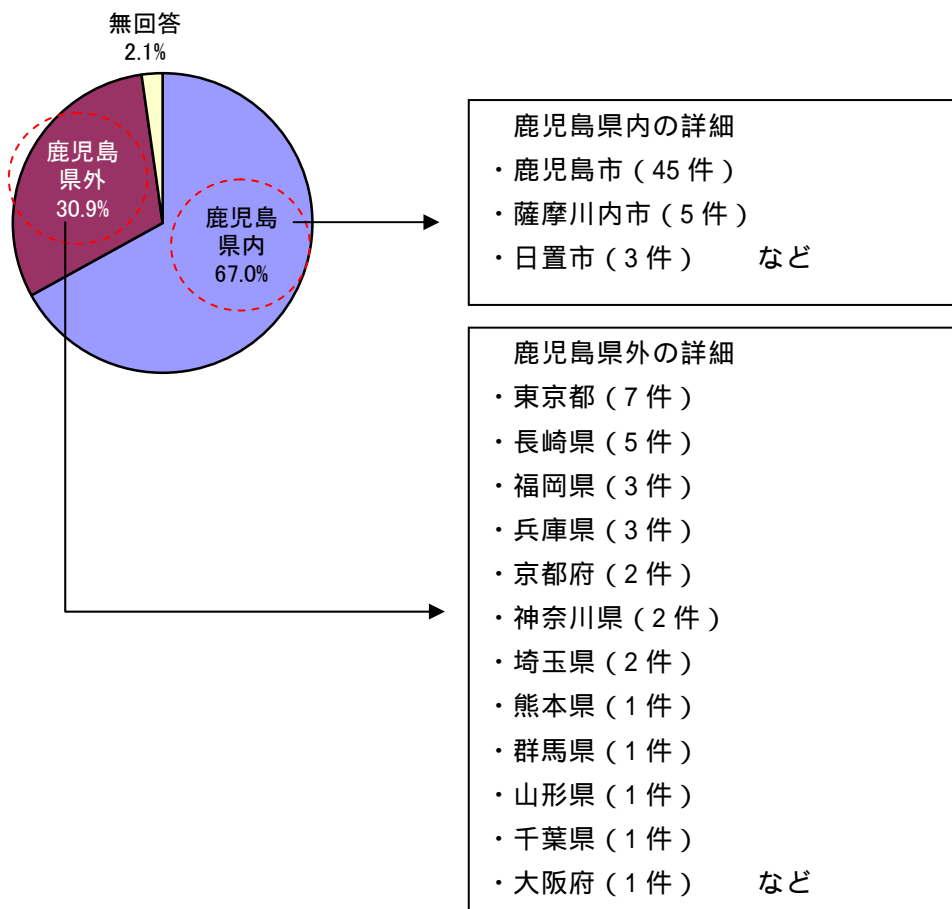 無回答
2.1%
鹿児島
県外
30.9%
鹿児島
県内
67.0%
鹿児島県内の詳細
・鹿児島市（45 件）
・薩摩川内市（5 件）
・日置市（3 件）　　など
鹿児島県外の詳細
・東京都（7 件）
・長崎県（5 件）
・福岡県（3 件）
・兵庫県（3 件）
・京都府（2 件）
・神奈川県（2 件）
・埼玉県（2 件）
・熊本県（1 件）
・群馬県（1 件）
・山形県（1 件）
・千葉県（1 件）
・大阪府（1 件）　　など